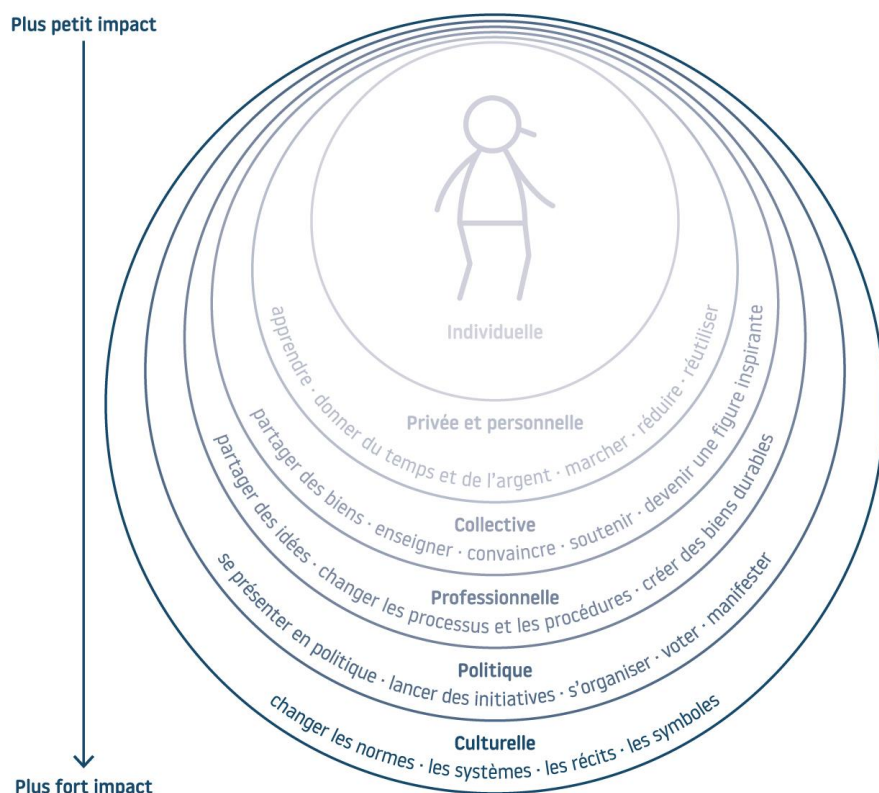 Plus petit impact
Individuelle
Privée et personnelle
apprendre · donner du temps et de l'argent · marcher · réduire · réutiliser
Collective
partager des biens · enseigner · convaincre · soutenir · devenir une figure inspirante
Professionnelle
partager des idées · changer les processus et les procédures · créer des biens durables
Politique
se présenter en politique · lancer des initiatives · s'organiser · voter · manifester
Culturelle
changer les normes · les systèmes · les récits · les symboles
Plus fort impact